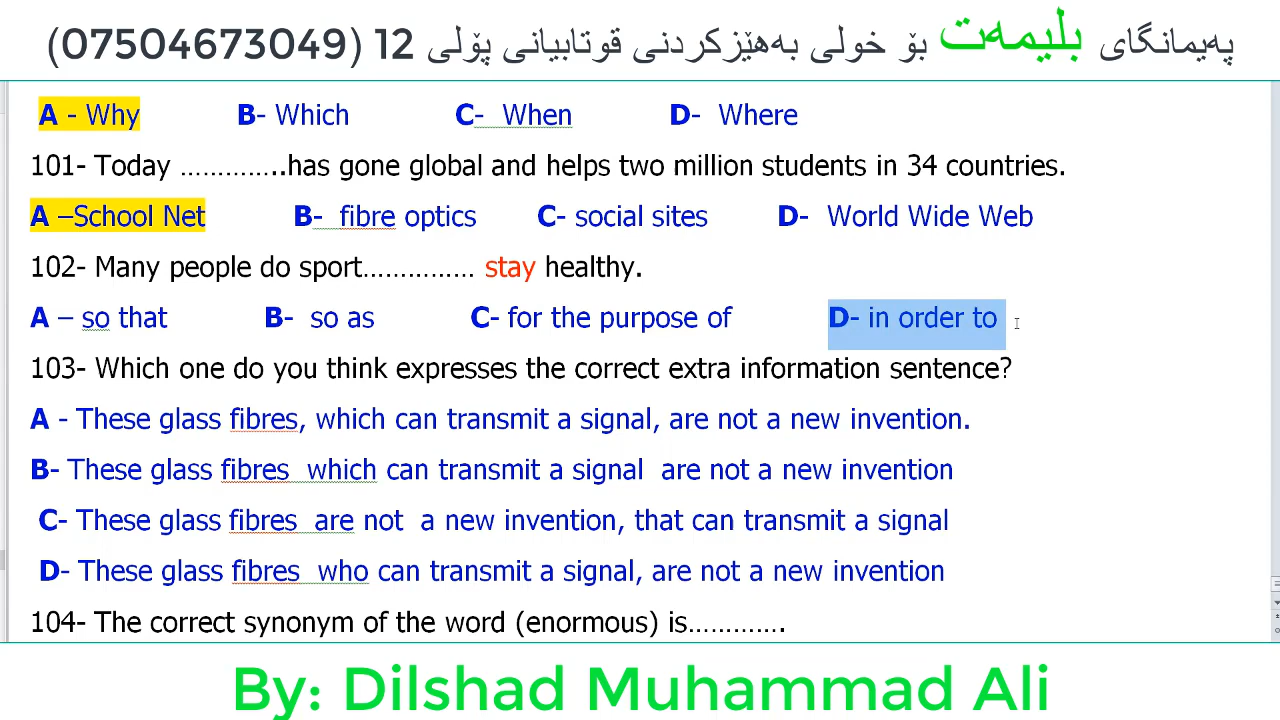 پەیمانگای بلیمەت بۆ خولی بەهێزکردنی قوتابیانی پۆلی 12 (07504673049)
A - Why B- Which C- When D- Where
101- Today …………..has gone global and helps two million students in 34 countries.
A –School Net B- fibre optics C- social sites D- World Wide Web
102- Many people do sport…………… stay healthy.
A – so that B- so as C- for the purpose of D- in order to
103- Which one do you think expresses the correct extra information sentence?
A - These glass fibres, which can transmit a signal, are not a new invention.
B- These glass fibres which can transmit a signal are not a new invention
C- These glass fibres are not a new invention, that can transmit a signal
D- These glass fibres who can transmit a signal, are not a new invention
104- The correct synonym of the word (enormous) is………….
By: Dilshad Muhammad Ali